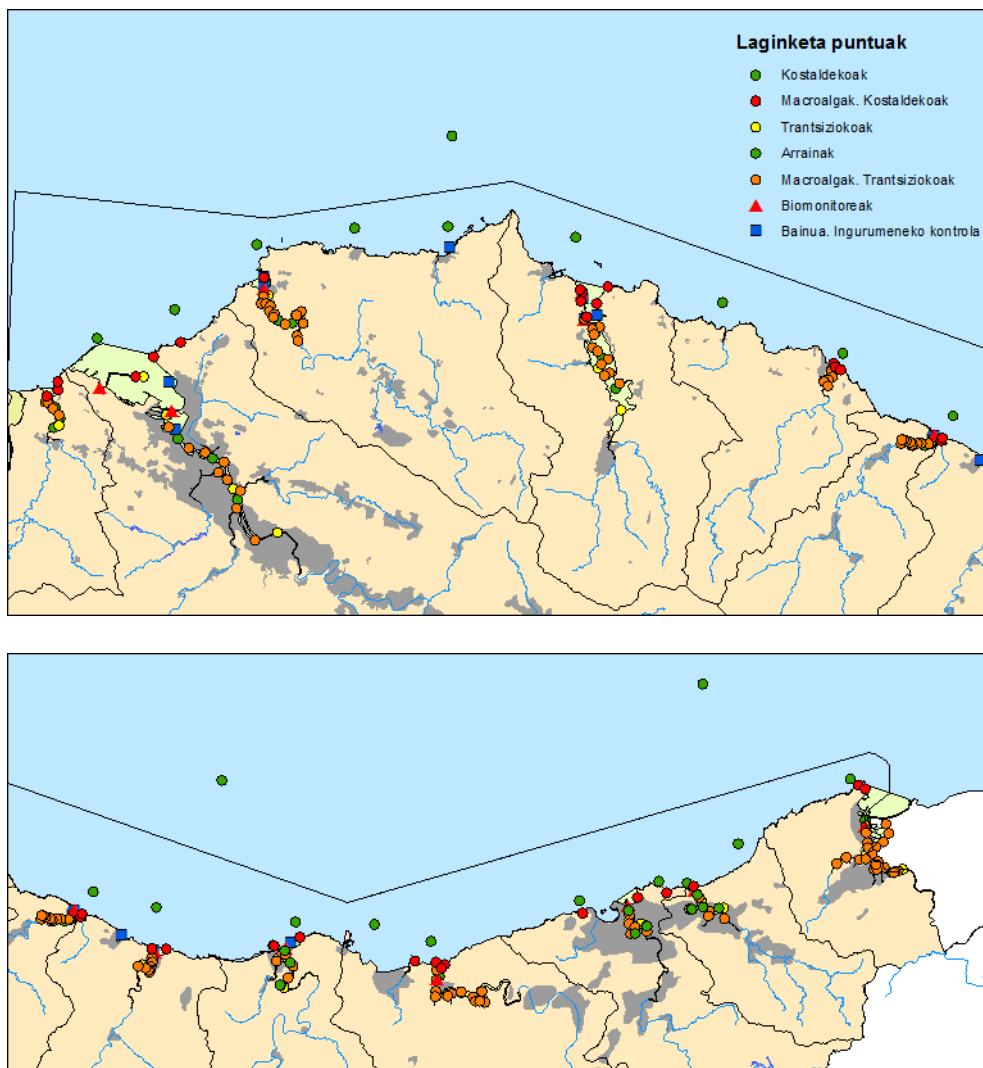 Laginketa puntuak
Kostaldekoak
Macroalgak. Kostaldekoak
Trantsiziokoak
Arrainak
Macroalgak. Trantsiziokoak
Biomonitoreak
Bainua. Ingurumeneko kontrola